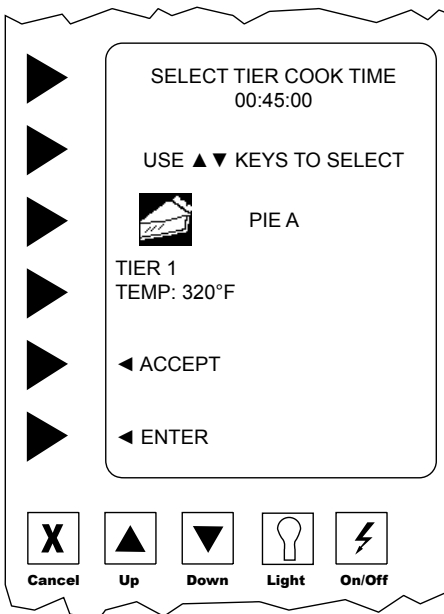 SELECT TIER COOK TIME
00:45:00
USE ▲▼ KEYS TO SELECT
PIE A
TIER 1
TEMP: 320°F
◄ ACCEPT
◄ ENTER
X
Cancel Up Down Light On/Off